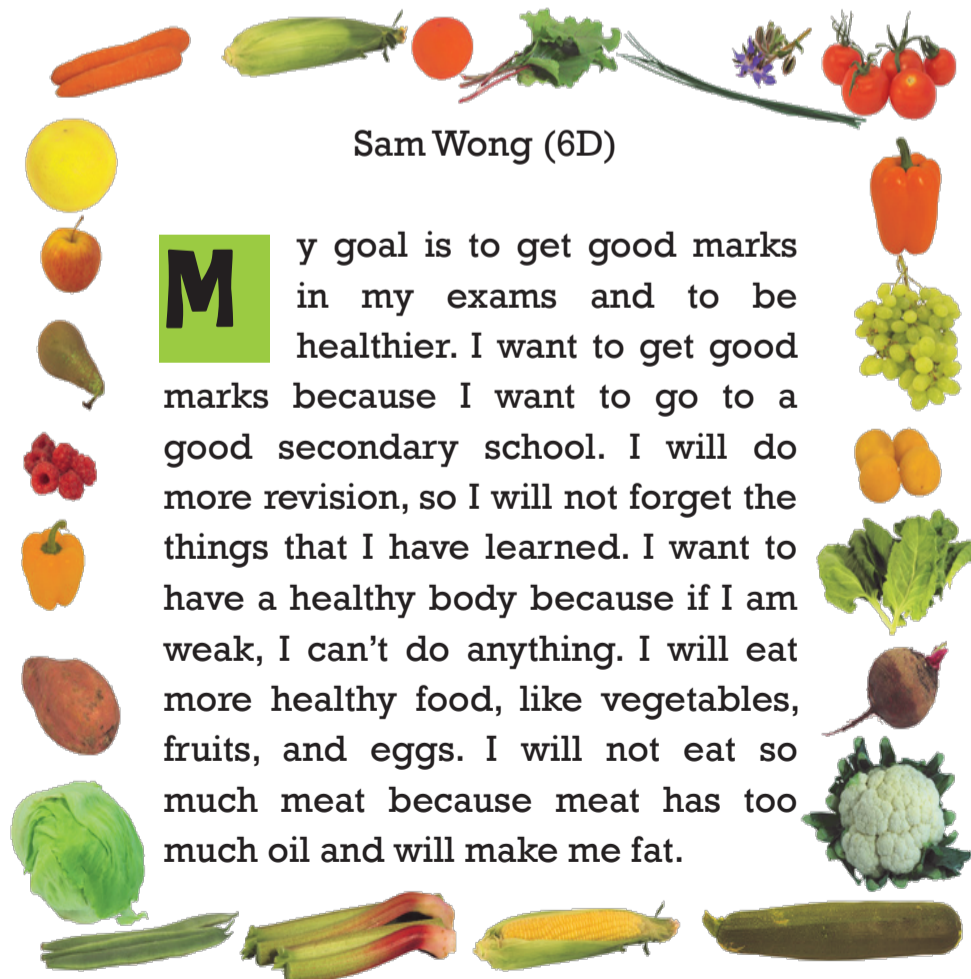 Sam Wong (6D)
My goal is to get good marks
in my exams and to be
healthier. I want to get good
marks because I want to go to a
good secondary school. I will do
more revision, so I will not forget the
things that I have learned. I want to
have a healthy body because if I am
weak, I can’t do anything. I will eat
more healthy food, like vegetables,
fruits, and eggs. I will not eat so
much meat because meat has too
much oil and will make me fat.